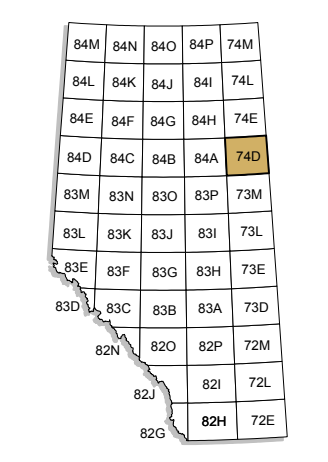 84M 84N 84O 84P 74M
84L 84K 84J 84I 74L
84E 84F 84G 84H 74E
84D 84C 84B 84A 74D
83M 83N 83O 83P 73M
83L 83K 83J 83I 73L
83E 83F 83G 83H 73E
83D 83C 83B 83A 73D
82N 82O 82P 72M
82J 82I 72L
82G 82H 72E